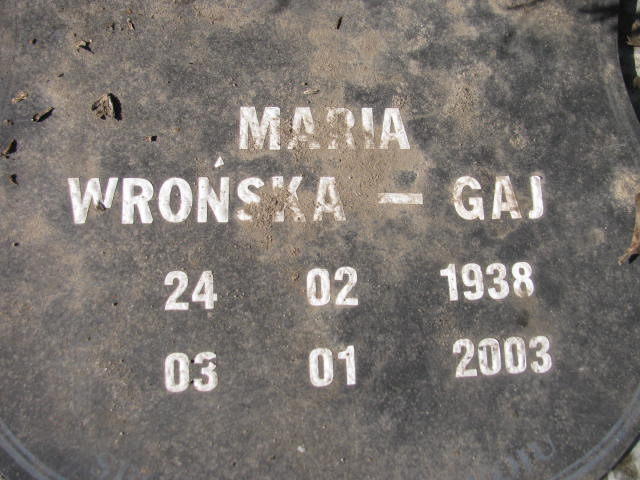 MARIA
WROŃSKA – GAJ
24 02 1938
03 01 2003